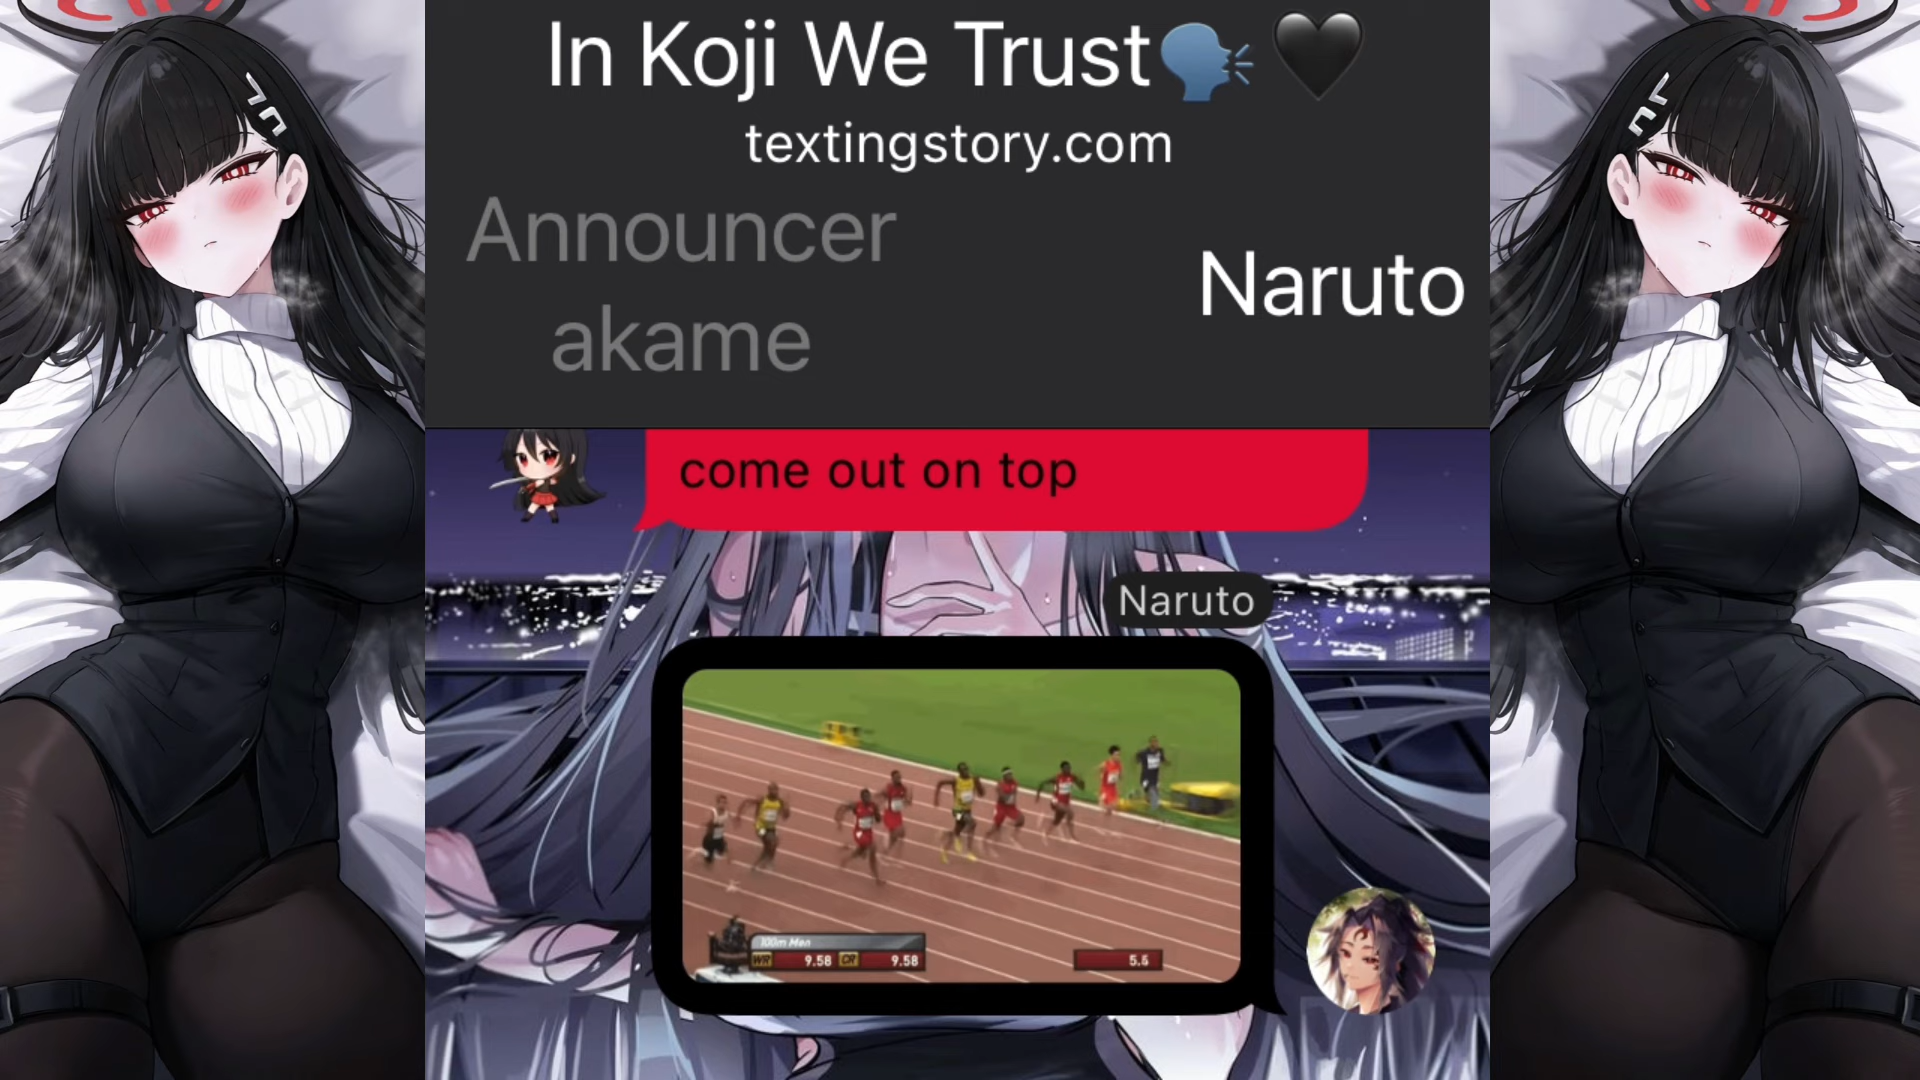 In Koji We Trust🗣️🖤
textingstory.com
Announcer
akame
Naruto
come out on top
Naruto
100m Men
WR 9.58 CR 9.58
5.5